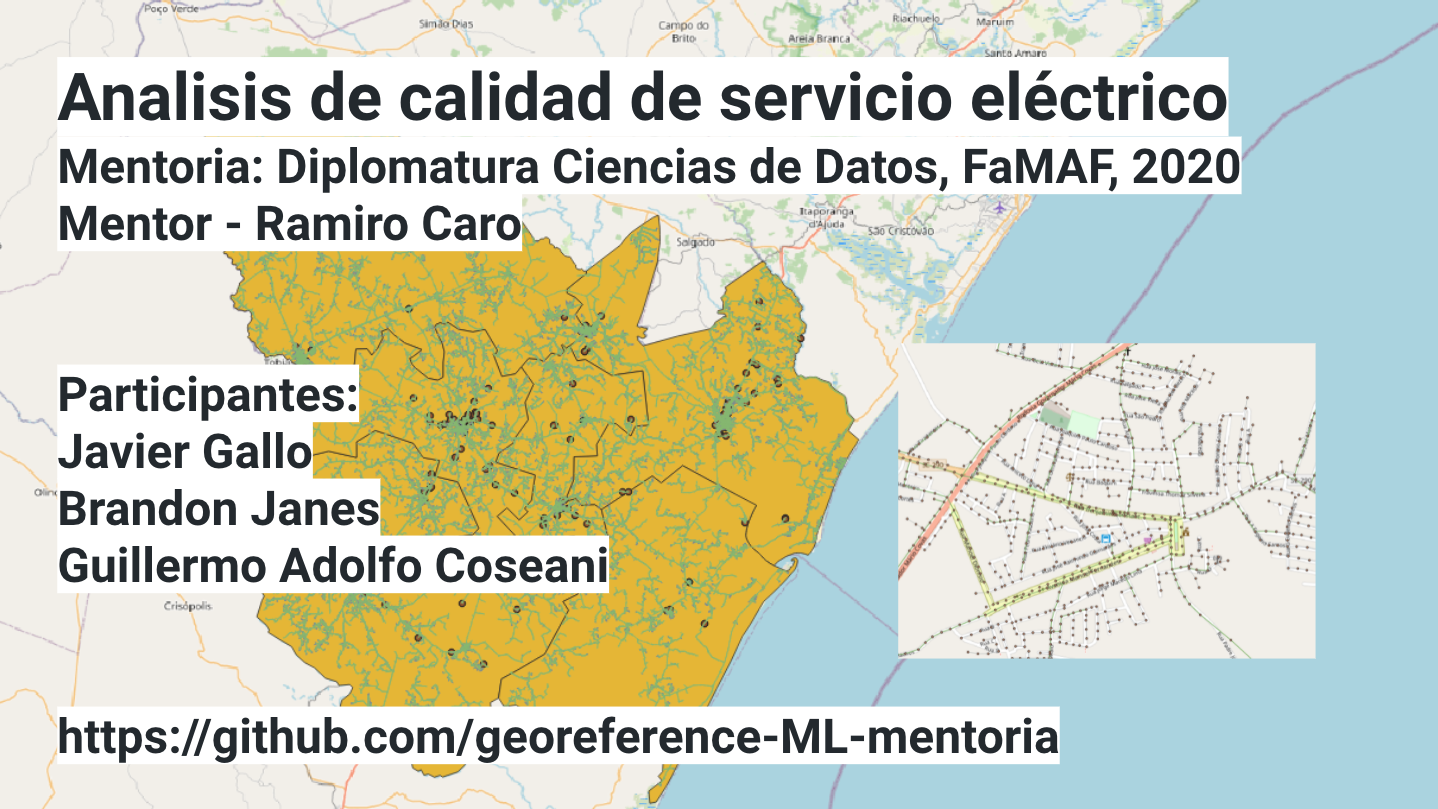 Poço Verde
Simão Dias
Campo do
Brito
Riachuelo
Maruim
Areia Branca
Santo Amaro
Analisis de calidad de servicio eléctrico
Mentoria: Diplomatura Ciencias de Datos, FaMAF, 2020
Mentor - Ramiro Caro
Itaporanga
d'Ajuda
São Cristóvão
Salgado
Participantes:
Javier Gallo
Brandon Janes
Guillermo Adolfo Coseani
Crisópolis
https://github.com/georeference-ML-mentoria